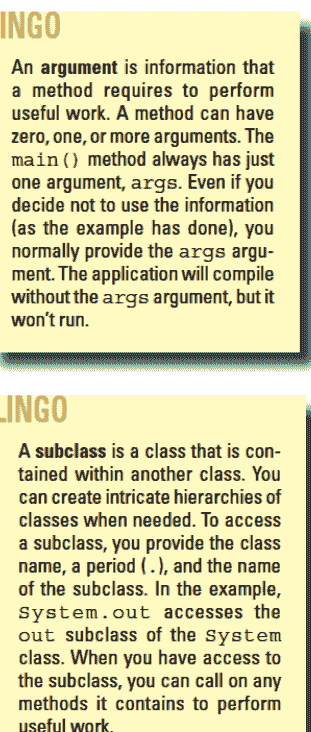 INGO
An argument is information that
a method requires to perform
useful work. A method can have
zero, one, or more arguments. The
main() method always has just
one argument, args. Even if you
decide not to use the information
(as the example has done), you
normally provide the args argu-
ment. The application will compile
without the args argument, but it
won't run.
LINGO
A subclass is a class that is con-
tained within another class. You
can create intricate hierarchies of
classes when needed. To access
a subclass, you provide the class
name, a period (.), and the name
of the subclass. In the example,
System.out accesses the
out subclass of the System
class. When you have access to
the subclass, you can call on any
methods it contains to perform
useful work.